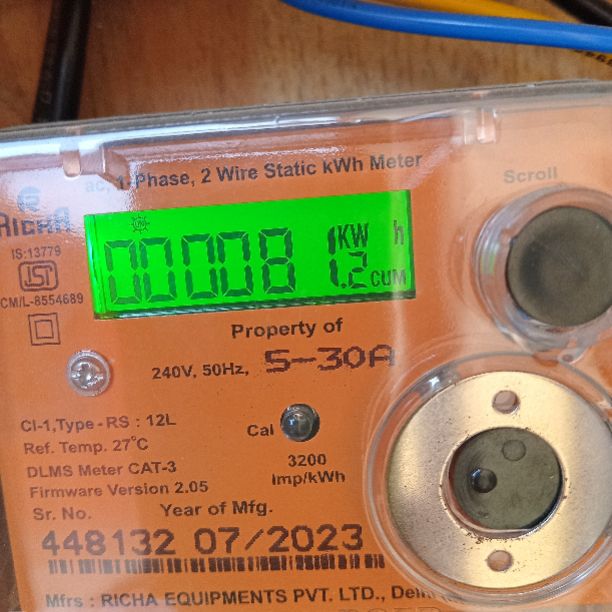 Scroll
ac, 1-Phase, 2 Wire Static kWh Meter
RICHA
IS:13779
CM/L-8554689
00008 1KW h
1.2 CUM
Property of
240V, 50Hz, 5-30A
Cl-1,Type-RS : 12L
Ref. Temp. 27°C
DLMS Meter CAT-3
Firmware Version 2.05
Cal
3200
Imp/kWh
Sr. No. Year of Mfg.
448132 07/2023
Mfrs : RICHA EQUIPMENTS PVT. LTD.,